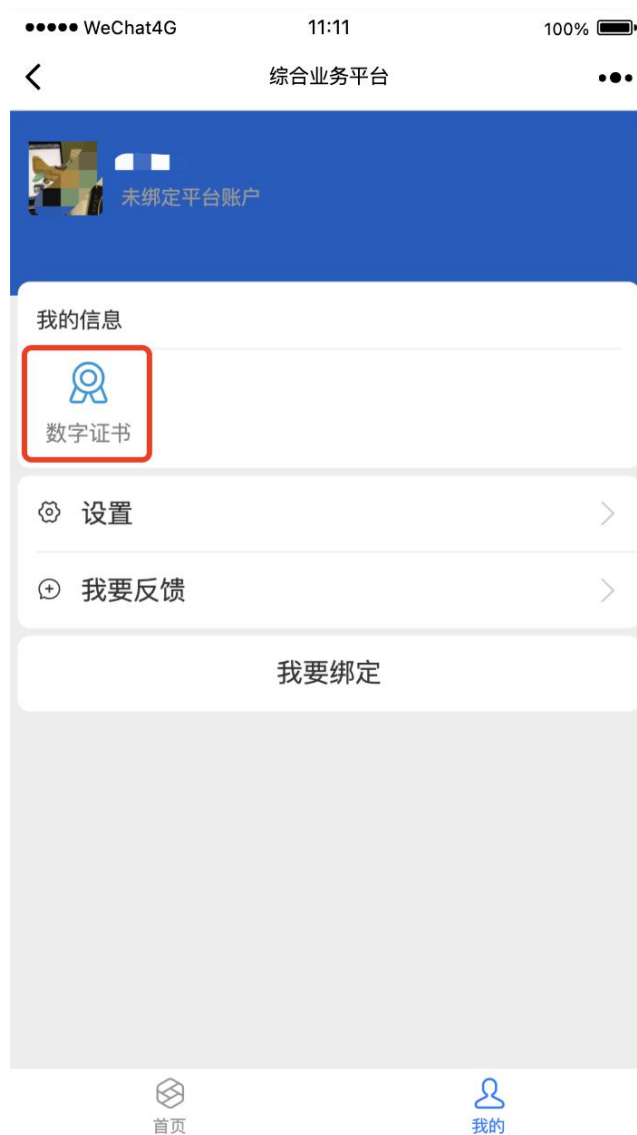 WeChat4G 11:11 100%
综合业务平台
未绑定平台账户
我的信息
数字证书
设置
我要反馈
我要绑定
首页 我的